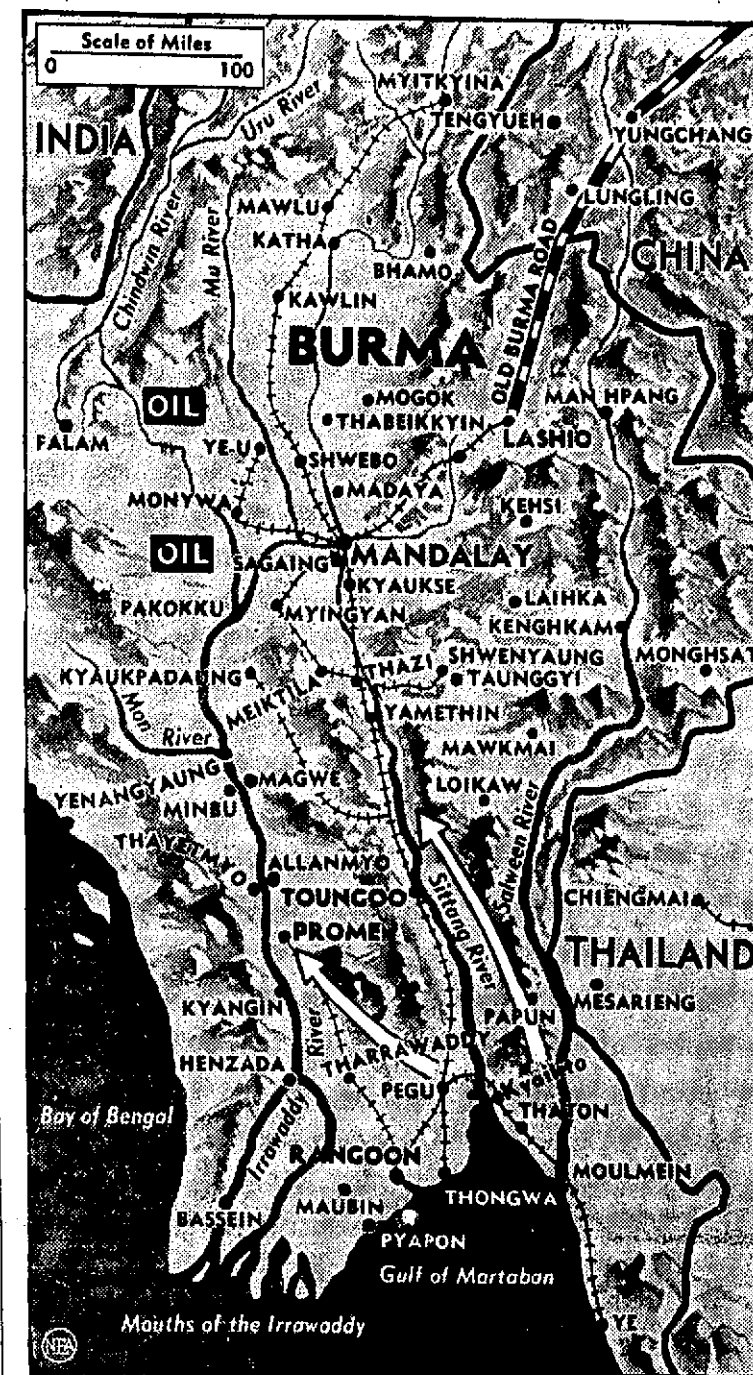 Scale of Miles
0 100
MYITKYINA
TENGYUEH
YUNGCHANG
Uru River
INDIA
LUNGLING
MAWLU
Mu River
KATHA
CHINA
BHAMO
Chindwin River
KAWLIN
OLD BURMA ROAD
BURMA
MOGOK
MAN HPANG
OIL
THABEIKKYIN
FALAM
LASHIO
YE-U
SHWEBO
MADAYA
MONYWA
KEHSI
OIL
MANDALAY
SAGAING
KYAUKSE
PAKOKKU
MYINGYAN
LAIHKA
KENGHKAM
KYAUKPADAUNG
MEIKTILA
THAZI
SHWENYAUNG
MONGHSAT
TAUNGGYI
Mon
River
YAMETHIN
MAWKMAI
YENANGYAUNG
MAGWE
LOIKAW
MINBU
Salween River
THAYETMYO
ALLANMYO
TOUNGOO
Sittang River
CHIENGMAI
PROME
THAILAND
KYANGIN
MESARIENG
PAPUN
River
THARRAWADDY
HENZADA
PEGU
Kyaikto
THATON
Bay of Bengal
Irrawaddy
RANGOON
MOULMEIN
THONGWA
MAUBIN
BASSEIN
PYAPON
Gulf of Martaban
Mouths of the Irrawaddy
YE
NEA